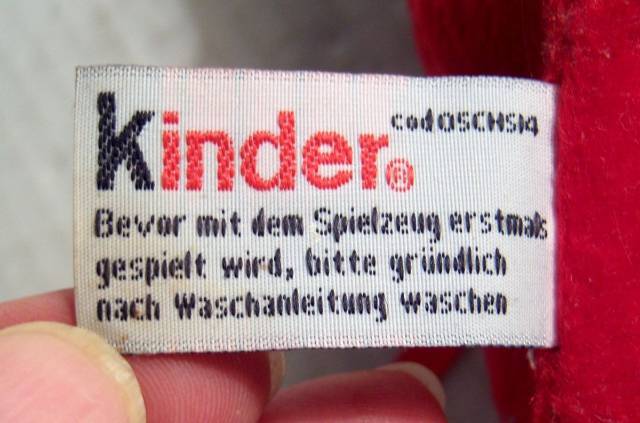 kinder®
cod05CHS14
Bevor mit dem Spielzeug erstmals
gespielt wird, bitte gründlich
nach Waschanleitung waschen